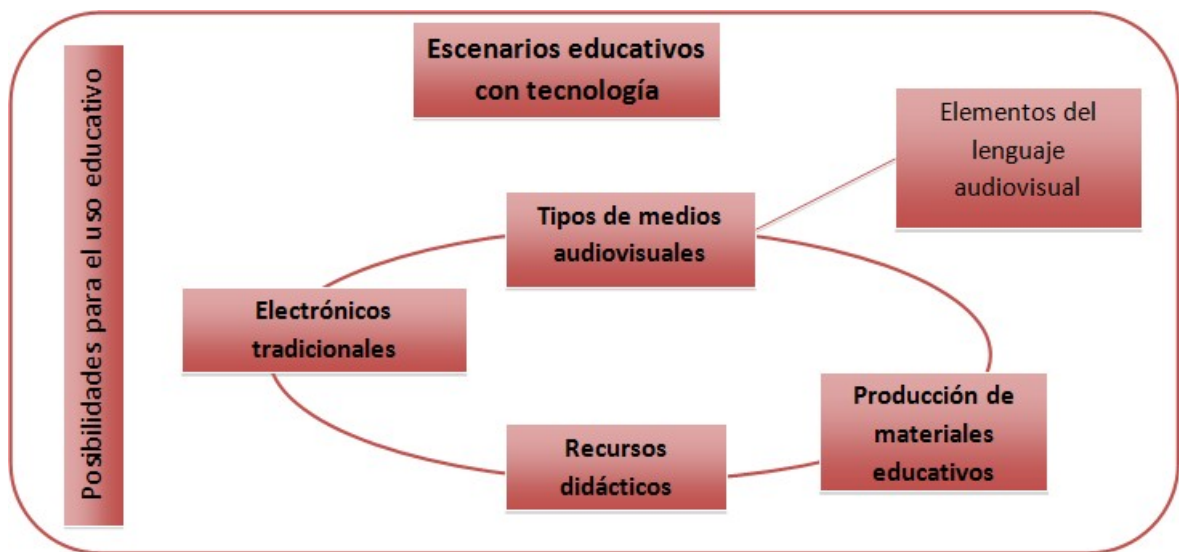 Posibilidades para el uso educativo
Escenarios educativos
con tecnología
Elementos del
lenguaje
audiovisual
Tipos de medios
audiovisuales
Electrónicos
tradicionales
Producción de
materiales
educativos
Recursos
didácticos